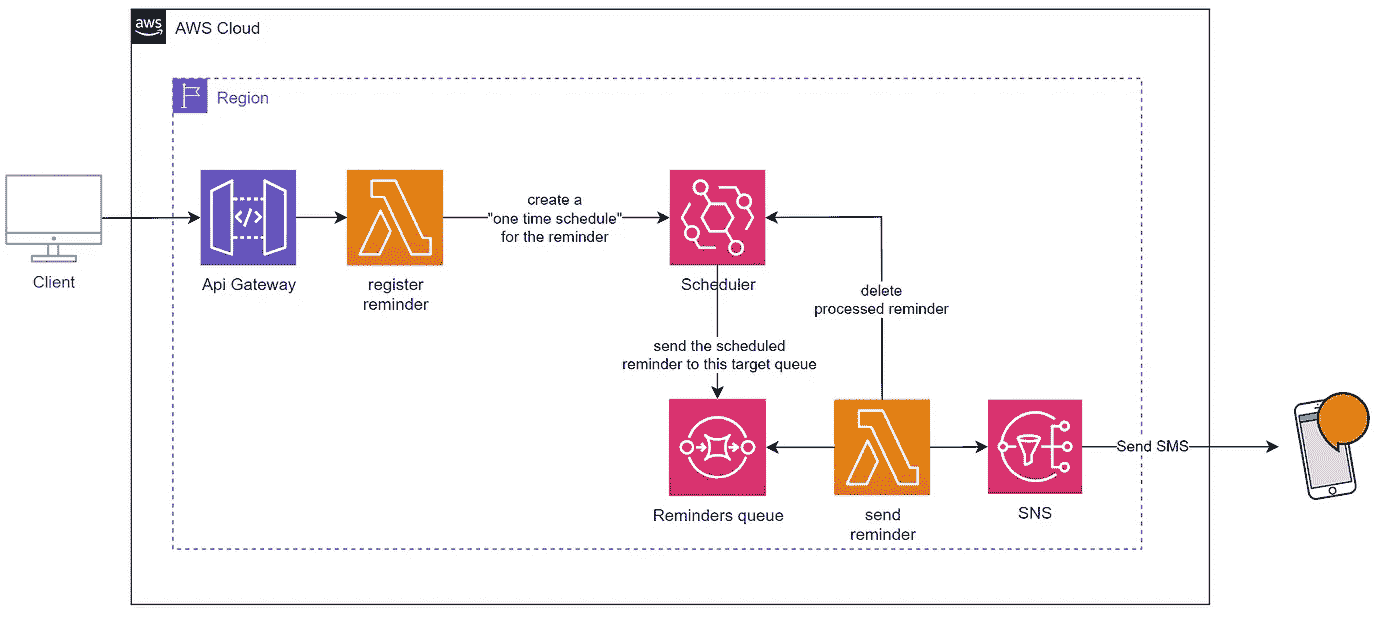 aws
AWS Cloud
Region
create a
"one time schedule"
for the reminder
Client
Api Gateway
register
reminder
Scheduler
delete
processed reminder
send the scheduled
reminder to this target queue
Send SMS
Reminders queue
send
reminder
SNS